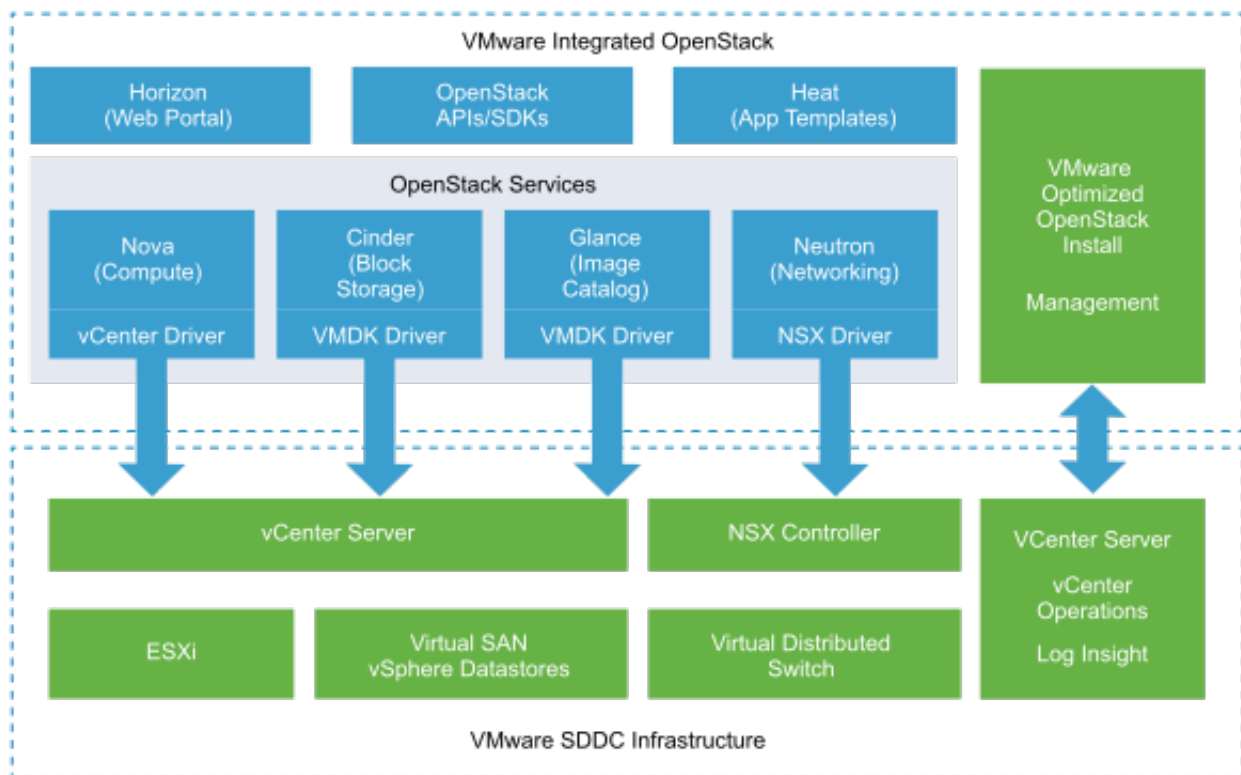 VMware Integrated OpenStack
Horizon
(Web Portal)
OpenStack
APIs/SDKs
Heat
(App Templates)
VMware
Optimized
OpenStack
Install
Management
OpenStack Services
Nova
(Compute)
vCenter Driver
Cinder
(Block
Storage)
VMDK Driver
Glance
(Image
Catalog)
VMDK Driver
Neutron
(Networking)
NSX Driver
vCenter Server
NSX Controller
VCenter Server
vCenter
Operations
Log Insight
ESXi
Virtual SAN
vSphere Datastores
Virtual Distributed
Switch
VMware SDDC Infrastructure